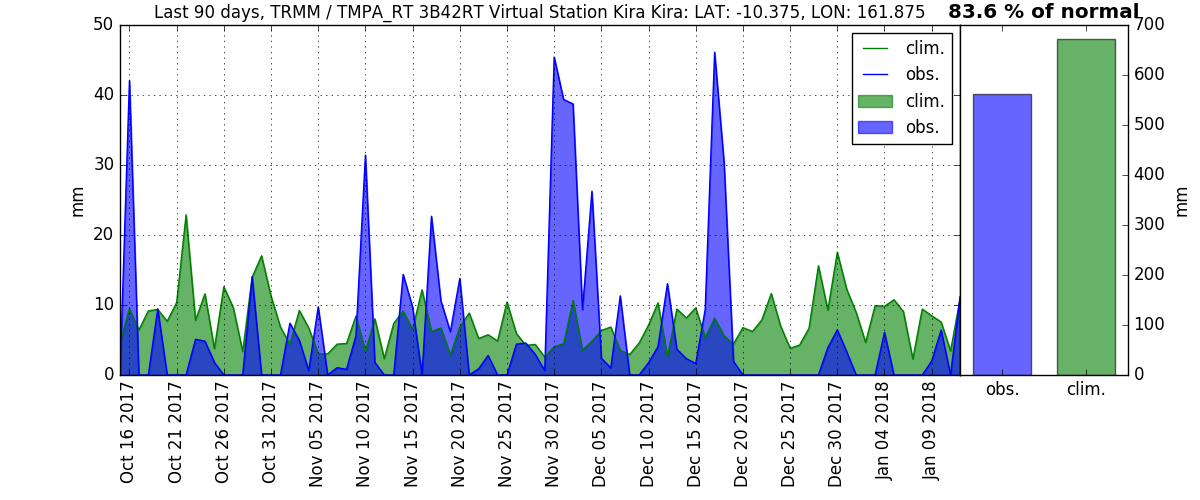 Last 90 days, TRMM / TMPA_RT 3B42RT Virtual Station Kira Kira: LAT: -10.375, LON: 161.875
83.6 % of normal
50
40
30
20
10
0
mm
clim.
obs.
clim.
obs.
700
600
500
400
300
200
100
0
mm
obs.
clim.
Oct 16 2017
Oct 21 2017
Oct 26 2017
Oct 31 2017
Nov 05 2017
Nov 10 2017
Nov 15 2017
Nov 20 2017
Nov 25 2017
Nov 30 2017
Dec 05 2017
Dec 10 2017
Dec 15 2017
Dec 20 2017
Dec 25 2017
Dec 30 2017
Jan 04 2018
Jan 09 2018